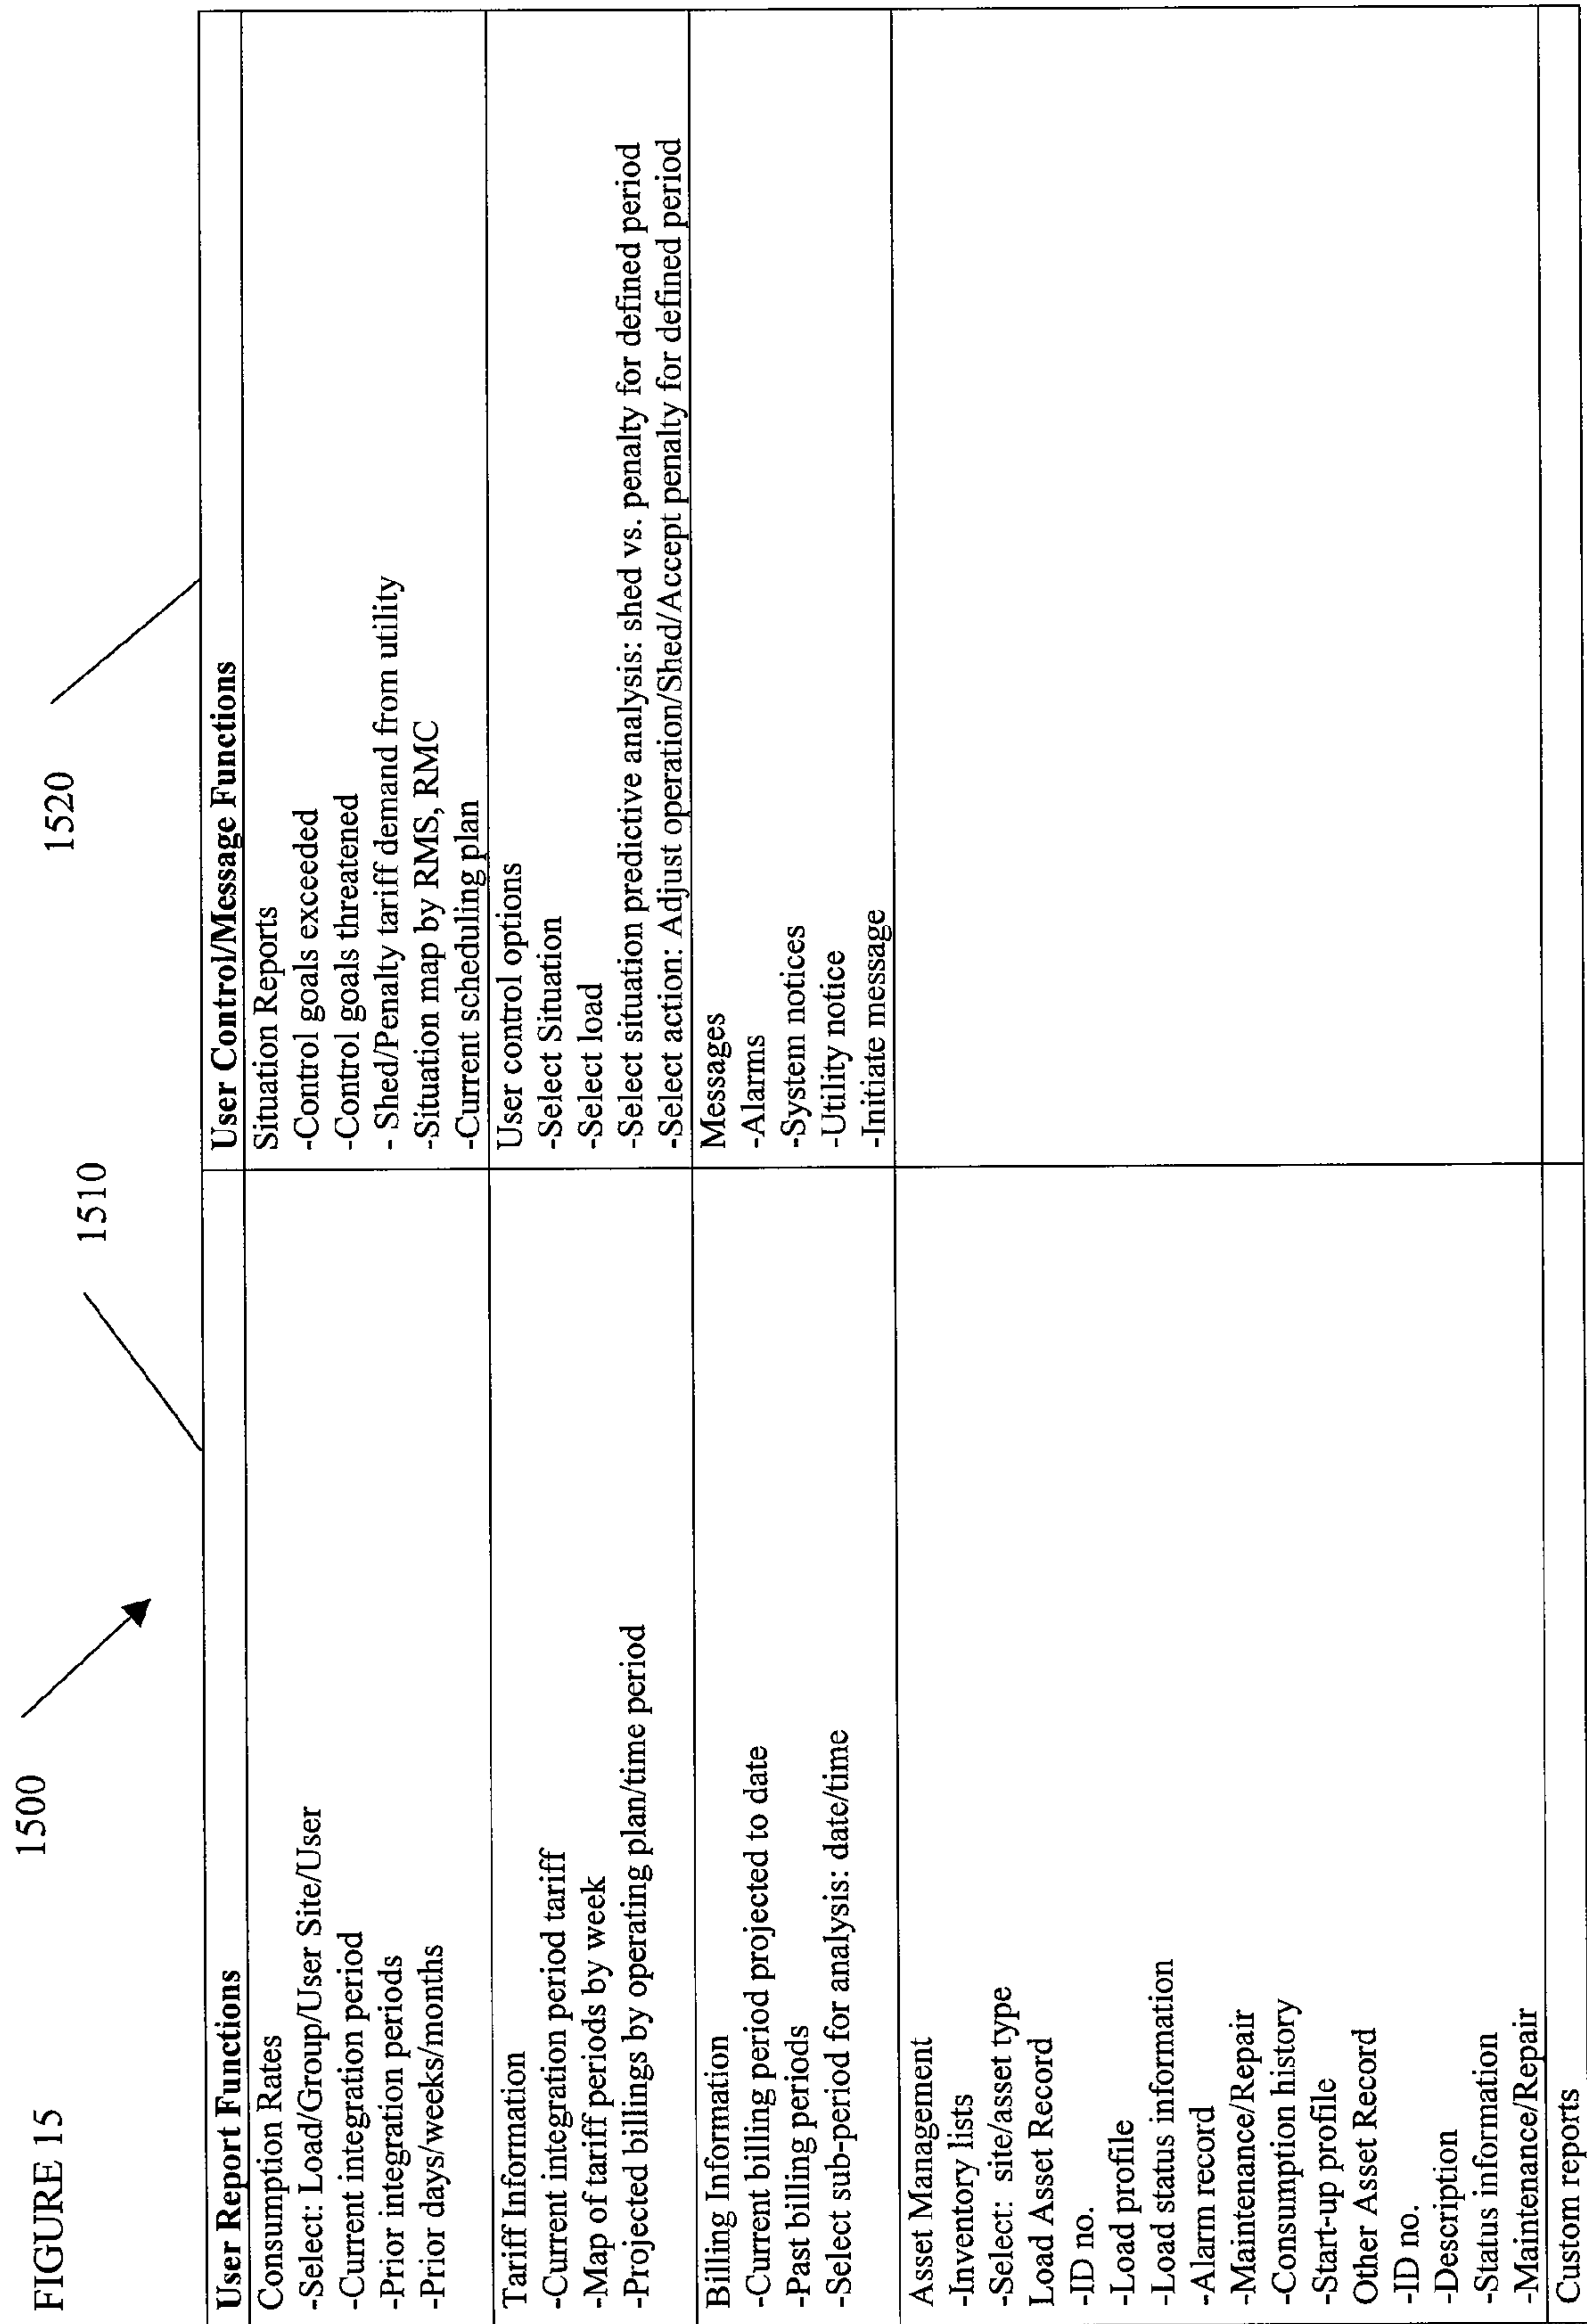 FIGURE 15
1500
1510
1520
User Report Functions
Consumption Rates
-Select: Load/Group/User Site/User
-Current integration period
-Prior integration periods
-Prior days/weeks/months
Tariff Information
-Current integration period tariff
-Map of tariff periods by week
-Projected billings by operating plan/time period
Billing Information
-Current billing period projected to date
-Past billing periods
-Select sub-period for analysis: date/time
Asset Management
-Inventory lists
-Select: site/asset type
Load Asset Record
-ID no.
-Load profile
-Load status information
-Alarm record
-Maintenance/Repair
-Consumption history
-Start-up profile
Other Asset Record
-ID no.
-Description
-Status information
-Maintenance/Repair
Custom reports
User Control/Message Functions
Situation Reports
-Control goals exceeded
-Control goals threatened
- Shed/Penalty tariff demand from utility
-Situation map by RMS, RMC
-Current scheduling plan
User control options
-Select Situation
-Select load
-Select situation predictive analysis: shed vs. penalty for defined period
-Select action: Adjust operation/Shed/Accept penalty for defined period
Messages
-Alarms
-System notices
-Utility notice
-Initiate message